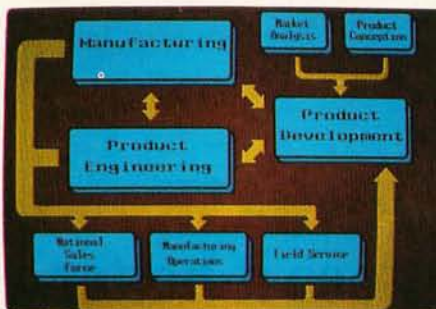 Manufacturing
Market
Analysis
Product
Conception
Product
Engineering
Product
Development
National
Sales
Force
Manufacturing
Operations
Field Service